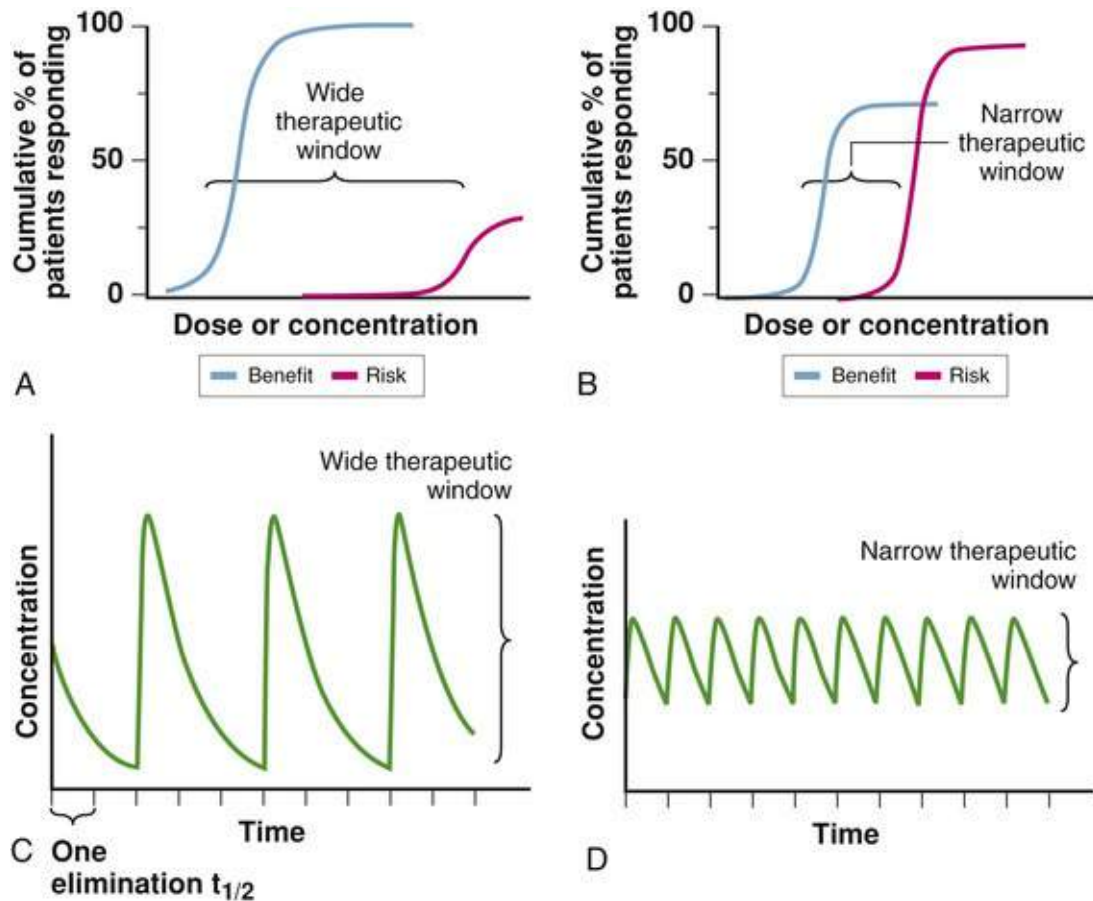 100
50
0
Cumulative % of
patients responding
Wide
therapeutic
window
Dose or concentration
Benefit Risk
A
100
50
0
Cumulative % of
patients responding
Narrow
therapeutic
window
Dose or concentration
Benefit Risk
B
Wide therapeutic
window
Concentration
Time
C
One
elimination t1/2
Narrow therapeutic
window
Concentration
Time
D